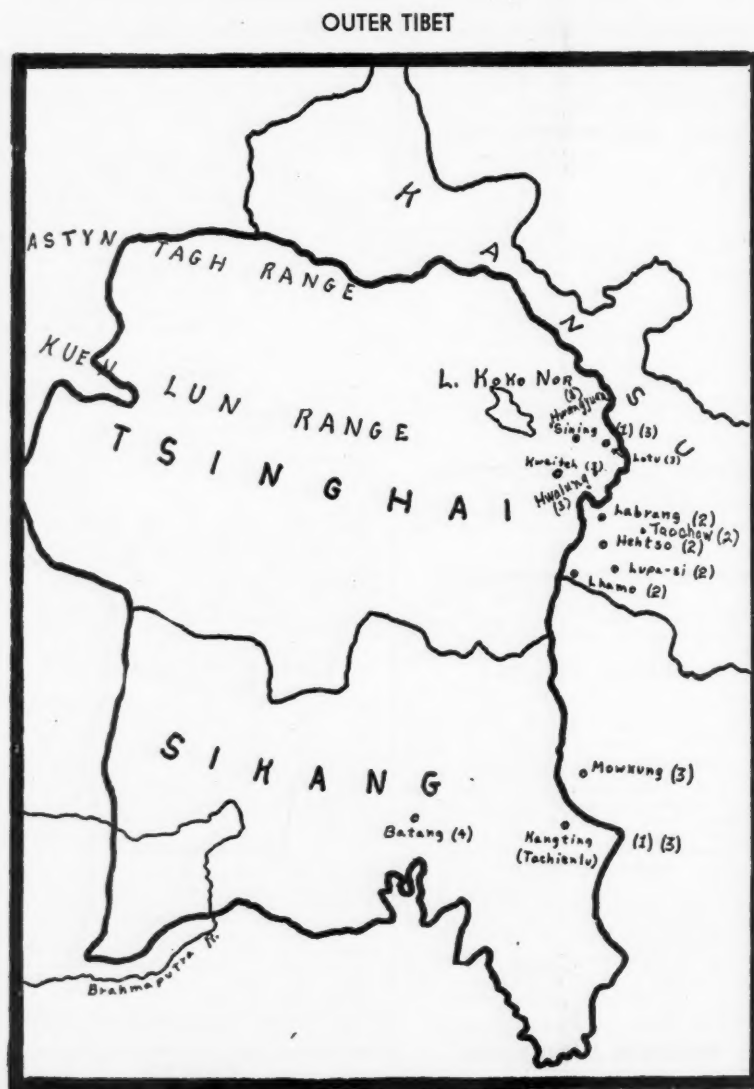 OUTER TIBET
KANSU
ASTYN TAGH RANGE
KUEN LUN RANGE
L. KOKO NOR
(3)
Sining (1) (3)
Lotu (3)
TSINGHAI
Kweiteh (3)
Hwalung
(3)
Labrang (2)
Taochow (2)
Hehtso (2)
Lupa-si (2)
Lhamo (2)
SIKANG
Mowkung (3)
Batang (4)
Kangting (1) (3)
(Tachienlu)
Brahmaputra R.